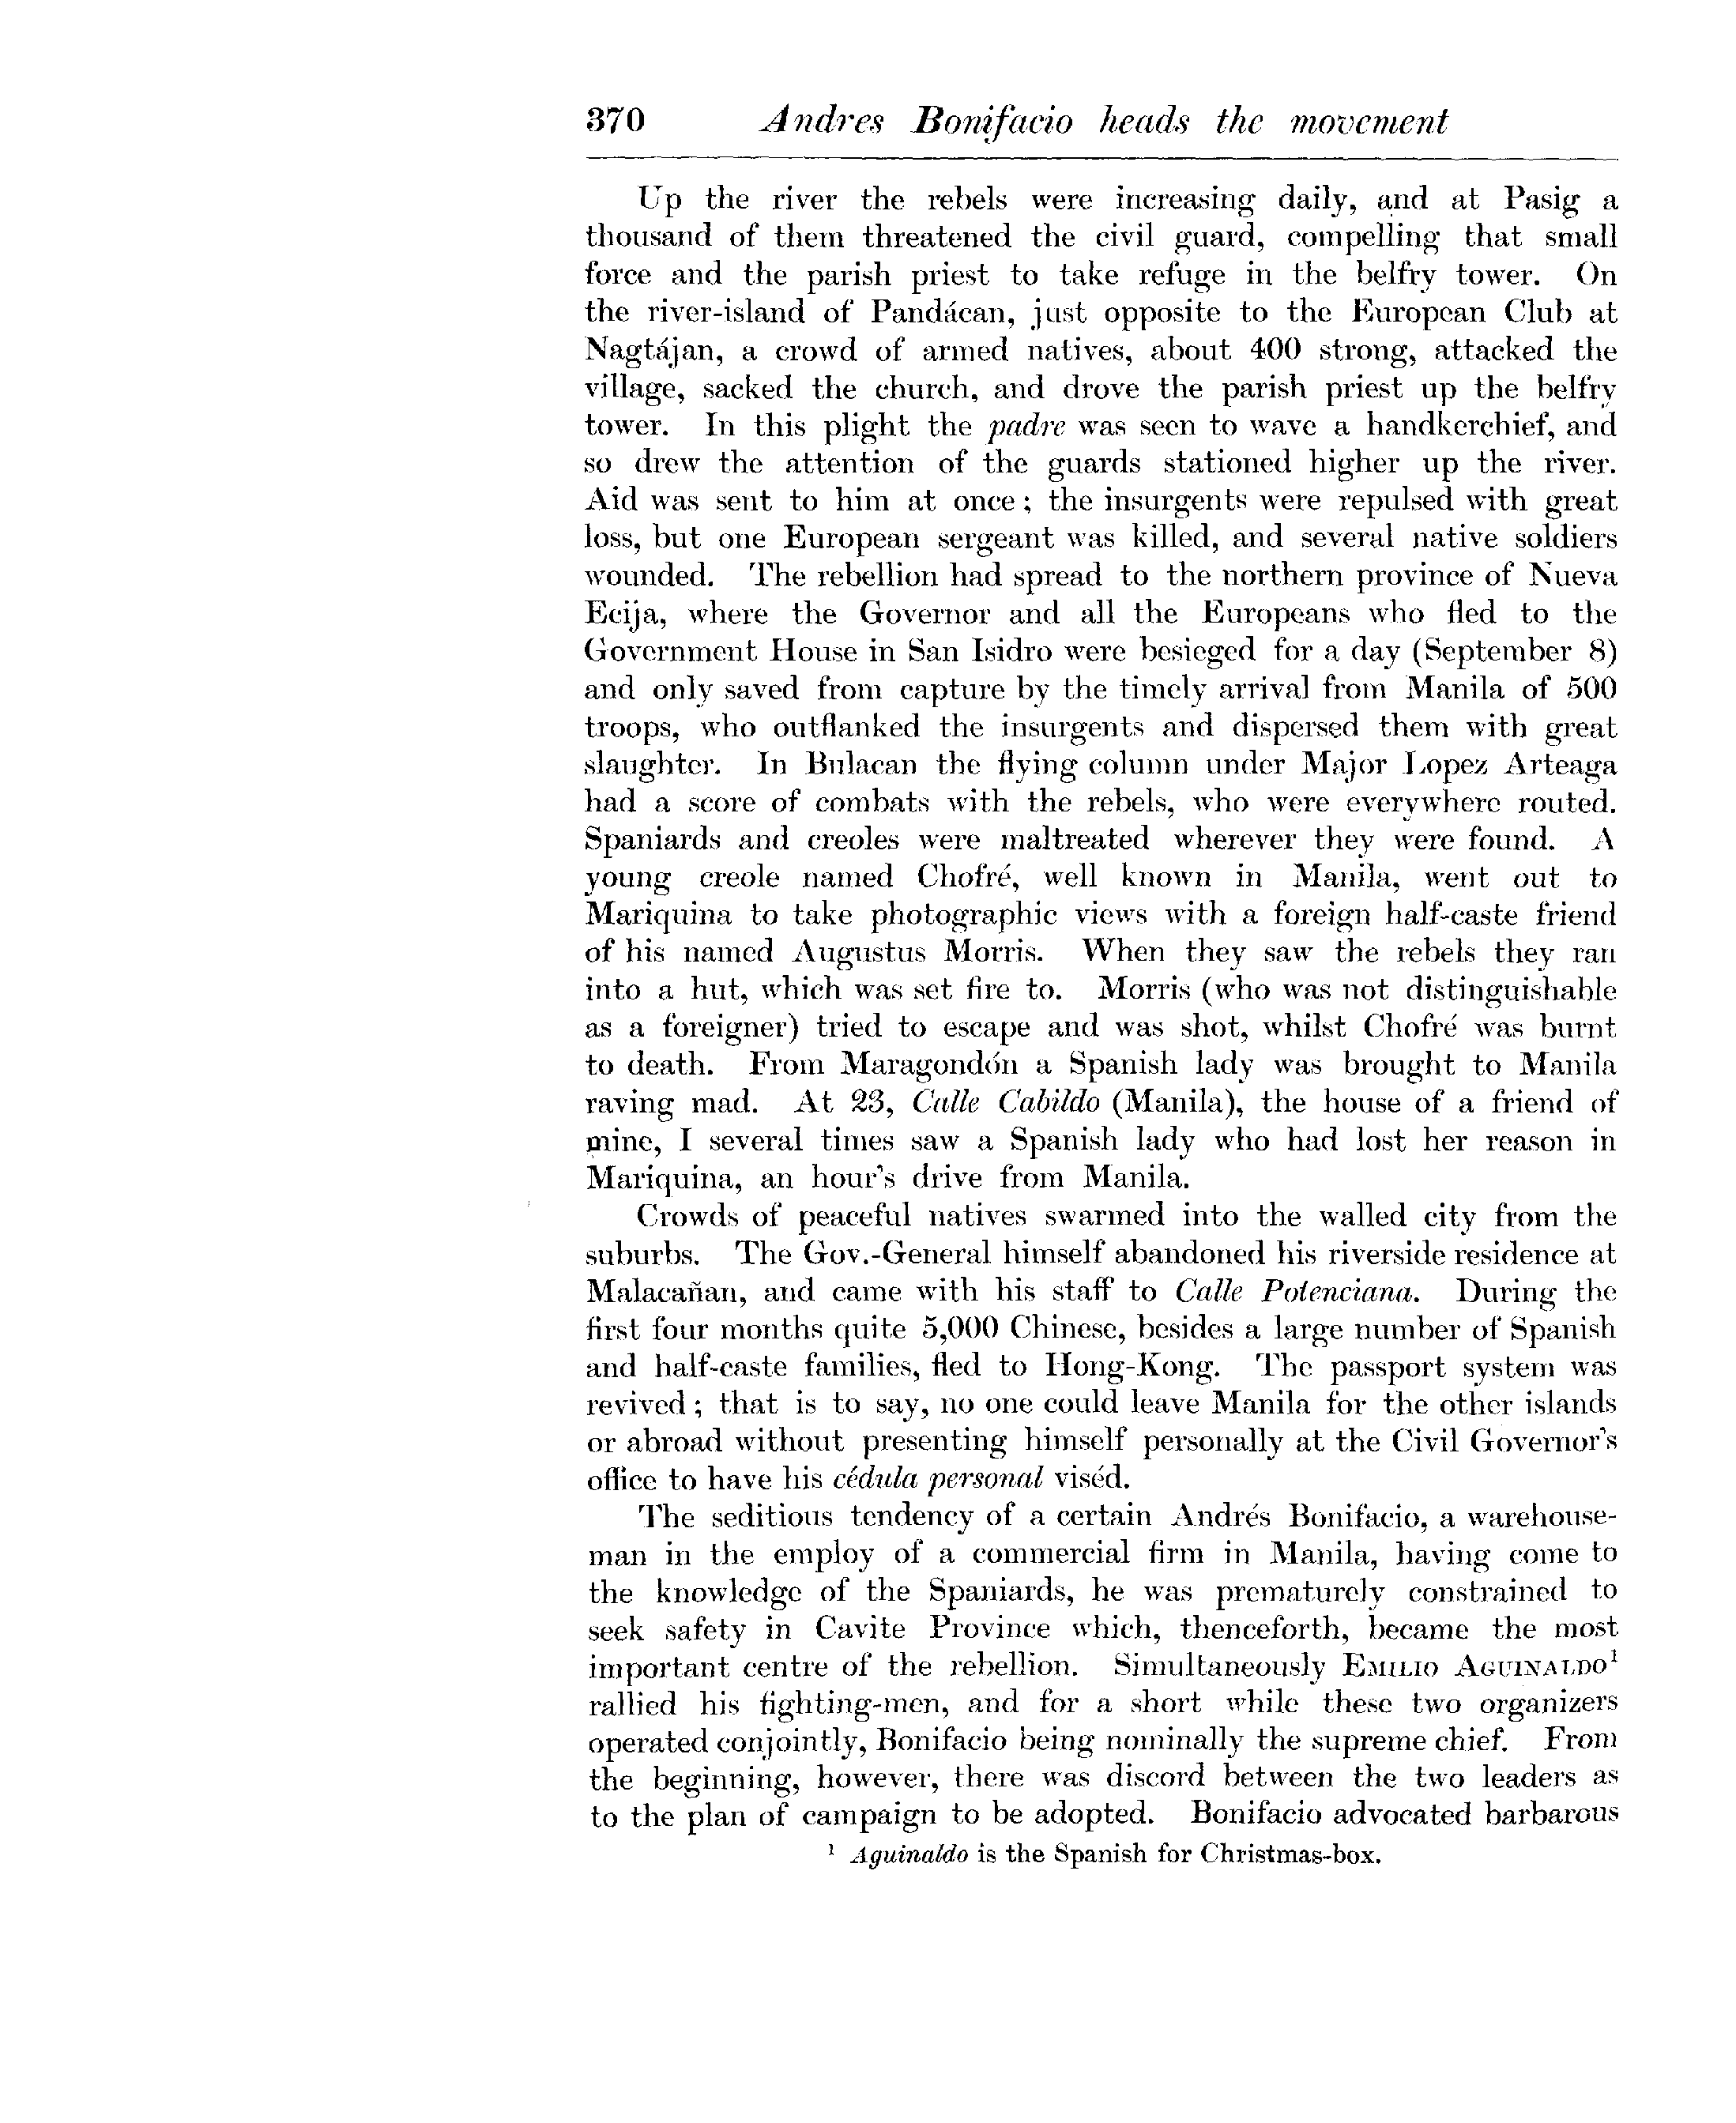 370 Andres Bonifacio heads the movement
Up the river the rebels were increasing daily, and at Pasig a
thousand of them threatened the civil guard, compelling that small
force and the parish priest to take refuge in the belfry tower. On
the river-island of Pandácan, just opposite to the European Club at
Nagtájan, a crowd of armed natives, about 400 strong, attacked the
village, sacked the church, and drove the parish priest up the belfry
tower. In this plight the padre was seen to wave a handkerchief, and
so drew the attention of the guards stationed higher up the river.
Aid was sent to him at once; the insurgents were repulsed with great
loss, but one European sergeant was killed, and several native soldiers
wounded. The rebellion had spread to the northern province of Nueva
Ecija, where the Governor and all the Europeans who fled to the
Government House in San Isidro were besieged for a day (September 8)
and only saved from capture by the timely arrival from Manila of 500
troops, who outflanked the insurgents and dispersed them with great
slaughter. In Bulacan the flying column under Major Lopez Arteaga
had a score of combats with the rebels, who were everywhere routed.
Spaniards and creoles were maltreated wherever they were found. A
young creole named Chofré, well known in Manila, went out to
Mariquina to take photographic views with a foreign half-caste friend
of his named Augustus Morris. When they saw the rebels they ran
into a hut, which was set fire to. Morris (who was not distinguishable
as a foreigner) tried to escape and was shot, whilst Chofré was burnt
to death. From Maragondón a Spanish lady was brought to Manila
raving mad. At 23, Calle Cabildo (Manila), the house of a friend of
mine, I several times saw a Spanish lady who had lost her reason in
Mariquina, an hour's drive from Manila.
Crowds of peaceful natives swarmed into the walled city from the
suburbs. The Gov.-General himself abandoned his riverside residence at
Malacañan, and came with his staff to Calle Potenciana. During the
first four months quite 5,000 Chinese, besides a large number of Spanish
and half-caste families, fled to Hong-Kong. The passport system was
revived; that is to say, no one could leave Manila for the other islands
or abroad without presenting himself personally at the Civil Governor's
office to have his cédula personal viséd.
The seditious tendency of a certain Andrés Bonifacio, a warehouse-
man in the employ of a commercial firm in Manila, having come to
the knowledge of the Spaniards, he was prematurely constrained to
seek safety in Cavite Province which, thenceforth, became the most
important centre of the rebellion. Simultaneously EMILIO AGUINALDO¹
rallied his fighting-men, and for a short while these two organizers
operated conjointly, Bonifacio being nominally the supreme chief. From
the beginning, however, there was discord between the two leaders as
to the plan of campaign to be adopted. Bonifacio advocated barbarous
¹ Aguinaldo is the Spanish for Christmas-box.